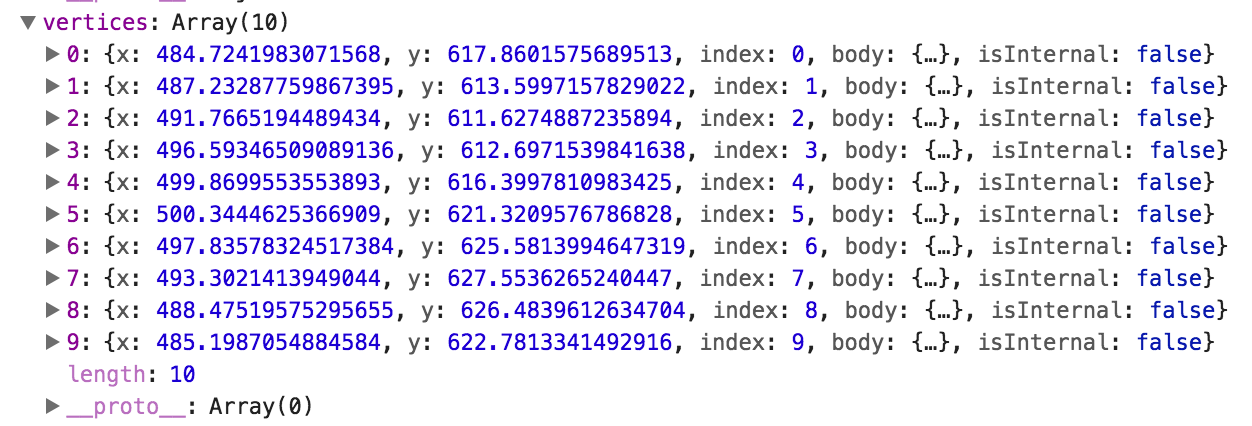 ▼ vertices: Array(10)
▶ 0: {x: 484.7241983071568, y: 617.8601575689513, index: 0, body: {…}, isInternal: false}
▶ 1: {x: 487.23287759867395, y: 613.5997157829022, index: 1, body: {…}, isInternal: false}
▶ 2: {x: 491.7665194489434, y: 611.6274887235894, index: 2, body: {…}, isInternal: false}
▶ 3: {x: 496.59346509089136, y: 612.6971539841638, index: 3, body: {…}, isInternal: false}
▶ 4: {x: 499.8699553553893, y: 616.3997810983425, index: 4, body: {…}, isInternal: false}
▶ 5: {x: 500.3444625366909, y: 621.3209576786828, index: 5, body: {…}, isInternal: false}
▶ 6: {x: 497.83578324517384, y: 625.5813994647319, index: 6, body: {…}, isInternal: false}
▶ 7: {x: 493.3021413949044, y: 627.5536265240447, index: 7, body: {…}, isInternal: false}
▶ 8: {x: 488.47519575295655, y: 626.4839612634704, index: 8, body: {…}, isInternal: false}
▶ 9: {x: 485.1987054884584, y: 622.7813341492916, index: 9, body: {…}, isInternal: false}
length: 10
▶ __proto__: Array(0)